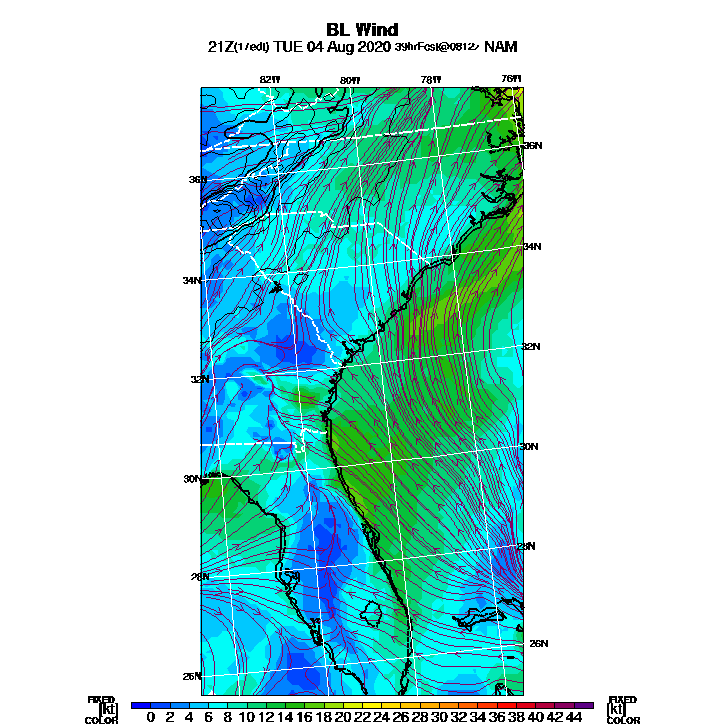 BL Wind
21Z(17edt) TUE 04 Aug 2020 39hrFcst@0812z NAM
82W 80W 78W 76W
36N
36N
34N
34N
32N
32N
30N
30N
28N
28N
26N
26N
FIXED FIXED
[kt] 0 2 4 6 8 10 12 14 16 18 20 22 24 26 28 30 32 34 36 38 40 42 44 [kt]
COLOR COLOR